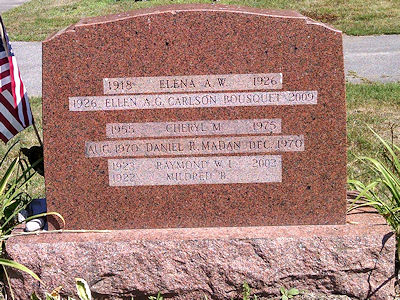 1918 ELENA A.W. 1926
1926 ELLEN A.G. CARLSON BOUSQUET 2009
1955 CHERYL M. 1975
AUG. 1970 DANIEL R. MADAN DEC. 1970
1923 RAYMOND W. L. 2002
1922 MILDRED B.